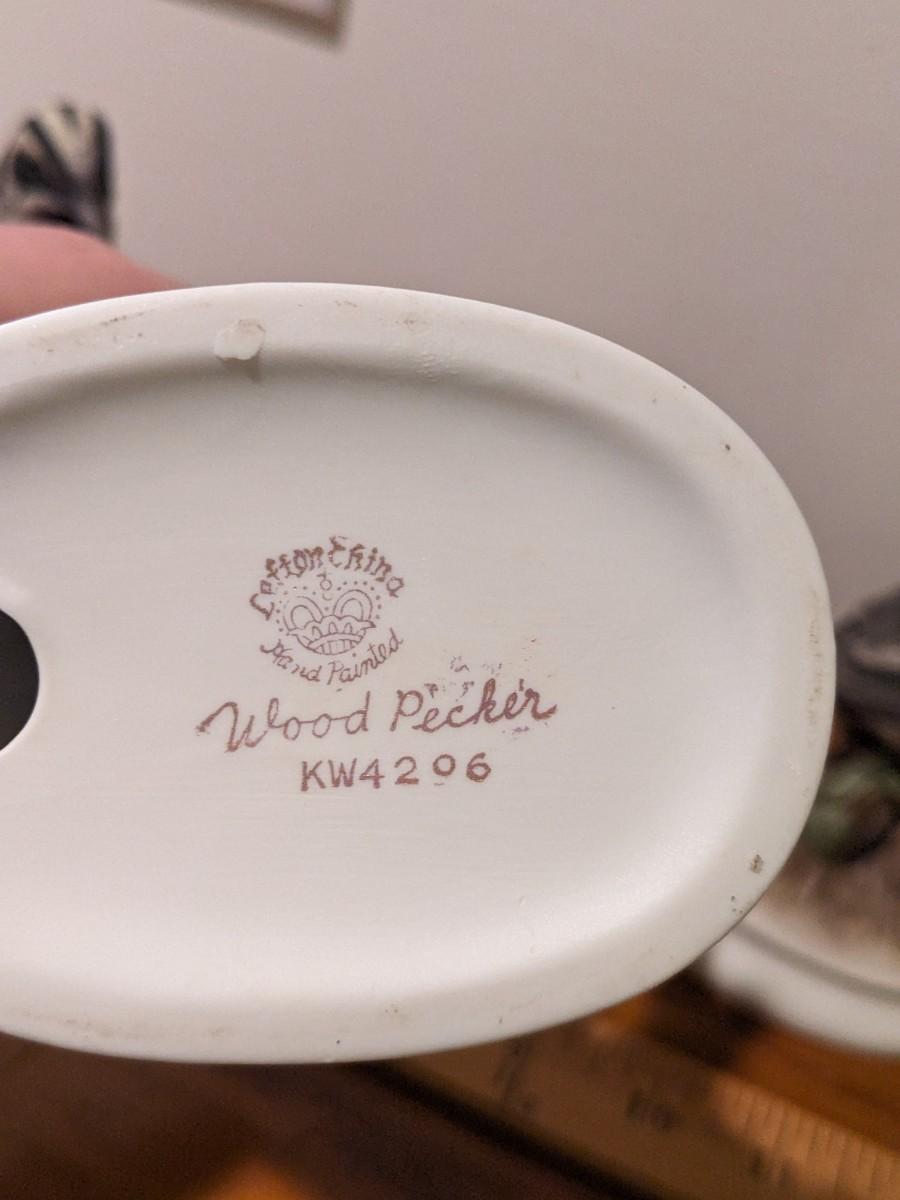 Lefton China
Hand Painted
Wood Pecker
KW4206